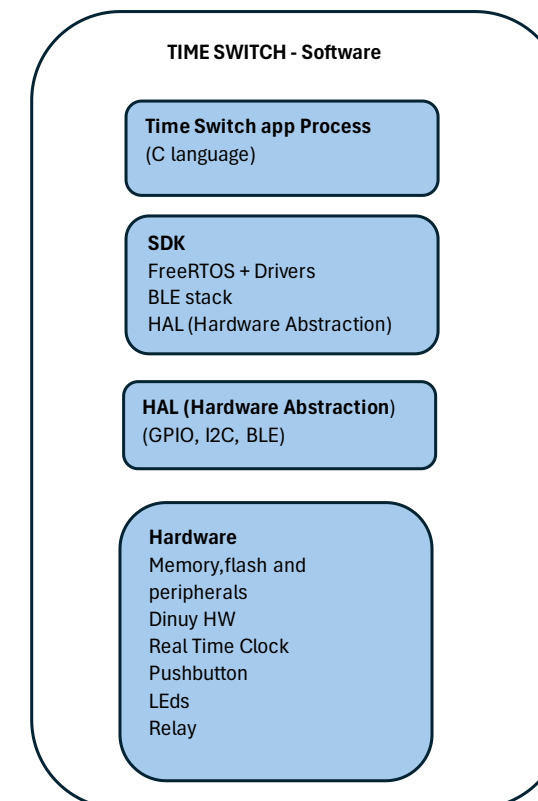 TIME SWITCH - Software
Time Switch app Process
(C language)
SDK
FreeRTOS + Drivers
BLE stack
HAL (Hardware Abstraction)
HAL (Hardware Abstraction)
(GPIO, I2C, BLE)
Hardware
Memory,flash and
peripherals
Dinuy HW
Real Time Clock
Pushbutton
LEds
Relay